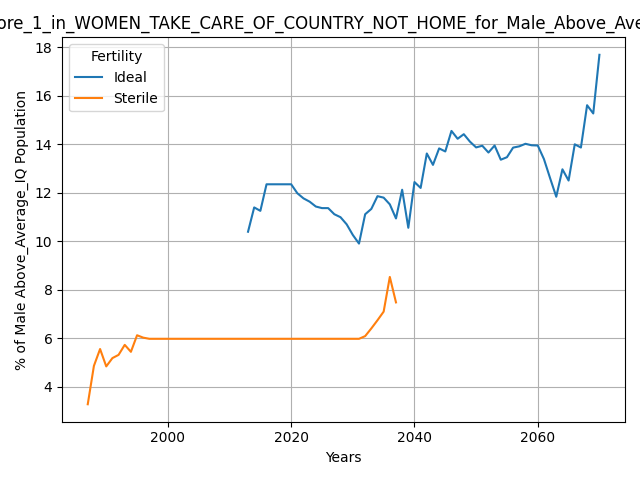 ore_1_in_WOMEN_TAKE_CARE_OF_COUNTRY_NOT_HOME_for_Male_Above_Ave
Fertility
Ideal
Sterile
% of Male Above_Average_IQ Population
18
16
14
12
10
8
6
4
2000 2020 2040 2060
Years